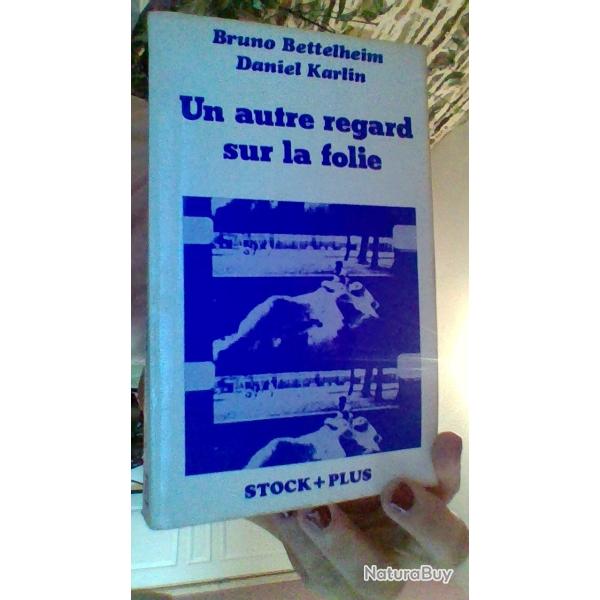 Bruno Bettelheim
Daniel Karlin
Un autre regard
sur la folie
STOCK + PLUS
NaturaBuy